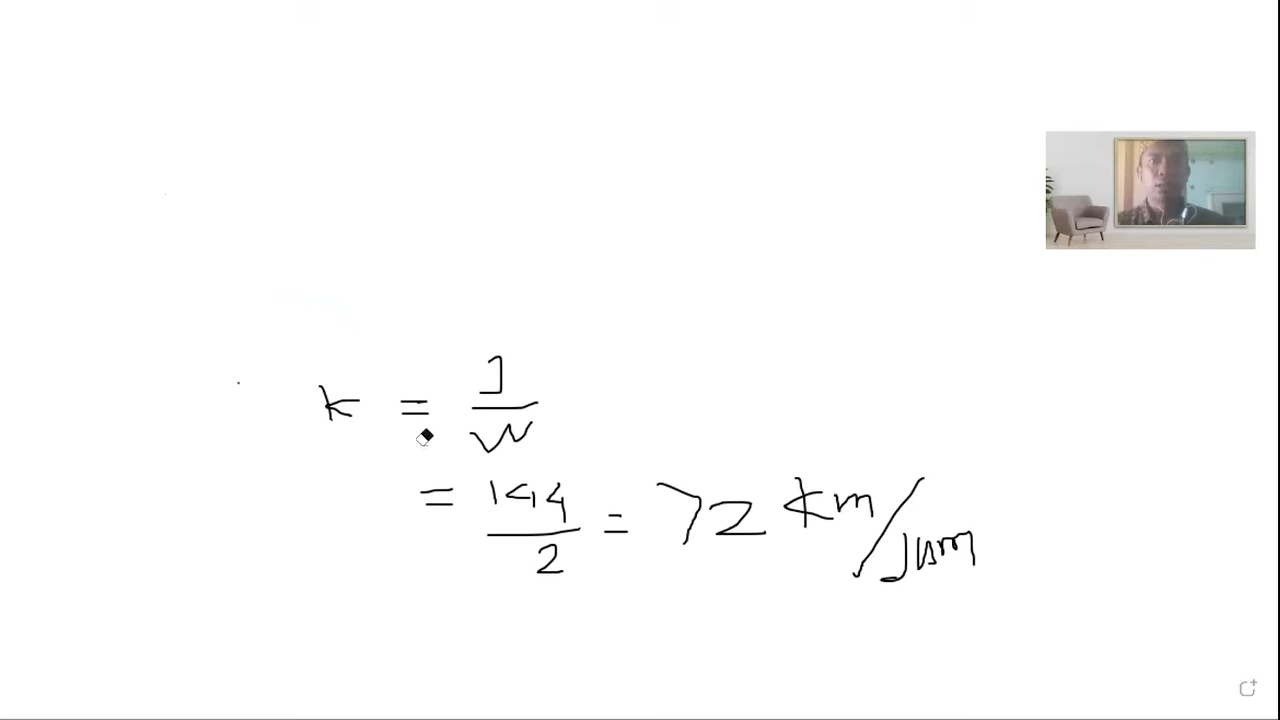 K = J/W
= 144/2 = 72 km/jam